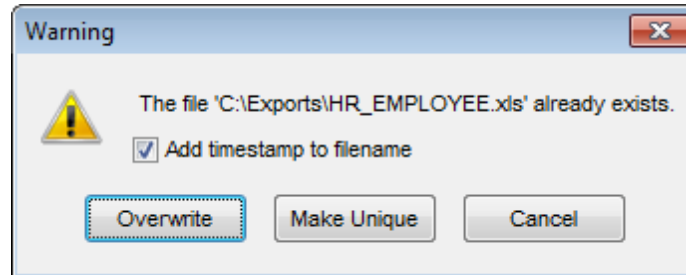 Warning
The file 'C:\Exports\HR_EMPLOYEE.xls' already exists.
Add timestamp to filename
Overwrite Make Unique Cancel